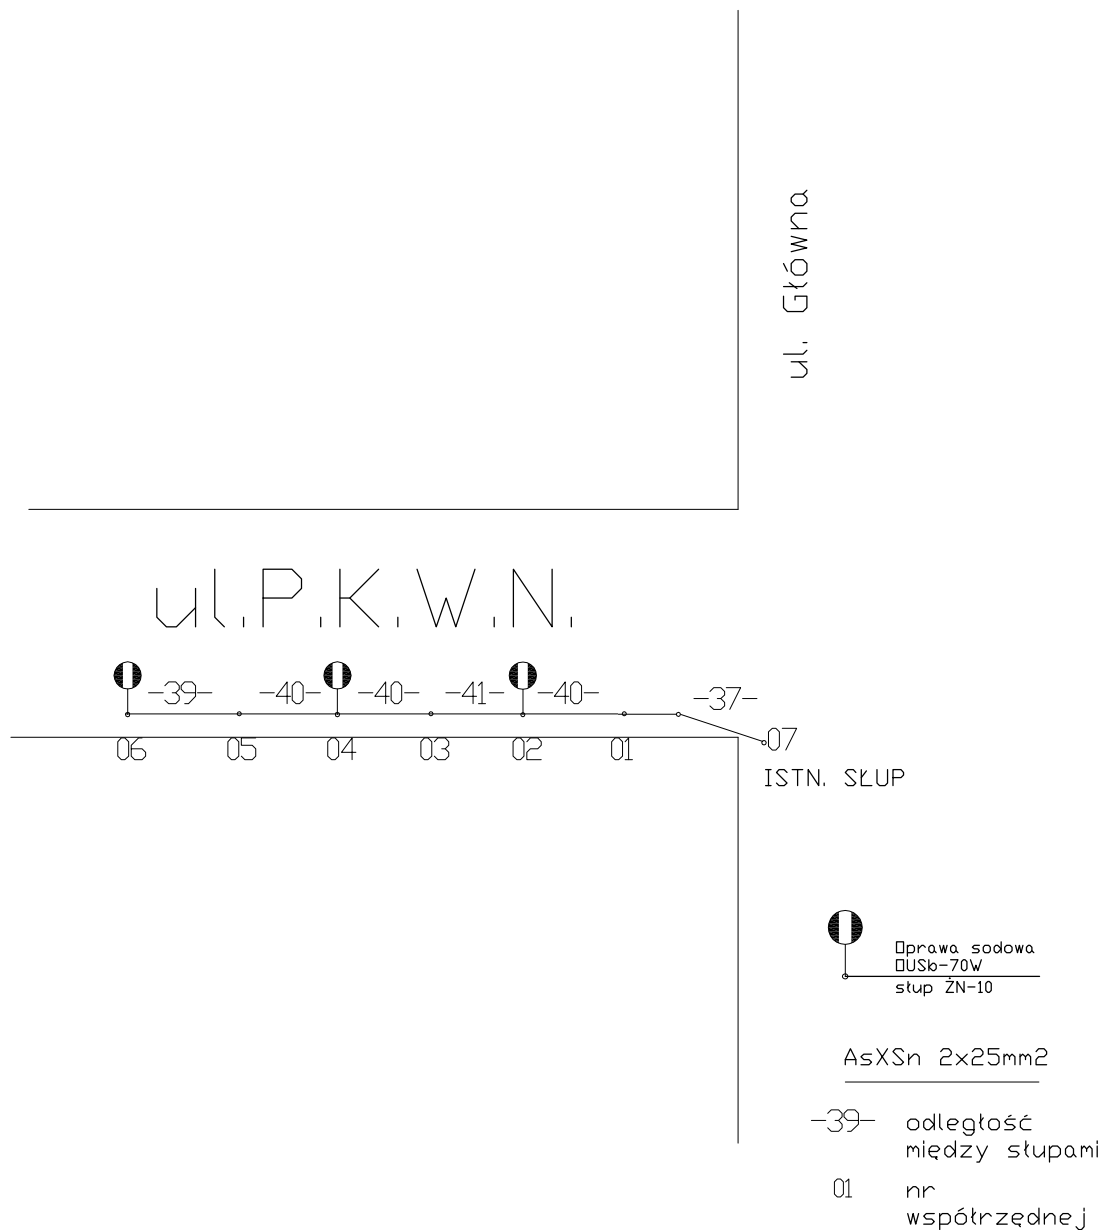 ul. Główna
ul.P.K.W.N.
-39- -40- -40- -41- -40- -37-
06 05 04 03 02 01 07
ISTN. SŁUP
Oprawa sodowa
OUSb-70W
słup ŻN-10
AsXSn 2x25mm2
-39- odległość
między słupami
01 nr
współrzędnej